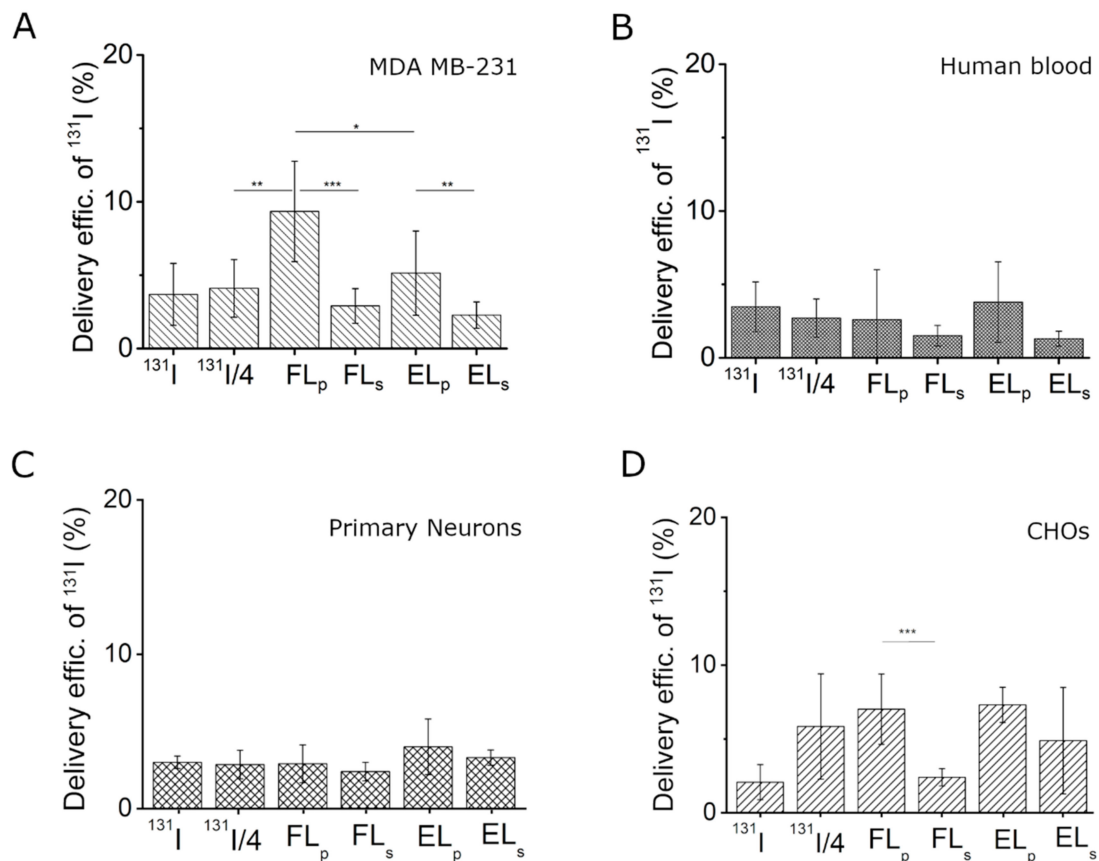 A
MDA MB-231
Delivery effic. of ¹³¹I (%)
20
10
0
*
** *** **
¹³¹I ¹³¹I/4 FLₚ FLₛ ELₚ ELₛ
B
Human blood
Delivery effic. of ¹³¹I (%)
20
10
0
¹³¹I ¹³¹I/4 FLₚ FLₛ ELₚ ELₛ
C
Primary Neurons
Delivery effic. of ¹³¹I (%)
20
10
0
¹³¹I ¹³¹I/4 FLₚ FLₛ ELₚ ELₛ
D
CHOs
Delivery effic. of ¹³¹I (%)
20
10
0
***
¹³¹I ¹³¹I/4 FLₚ FLₛ ELₚ ELₛ